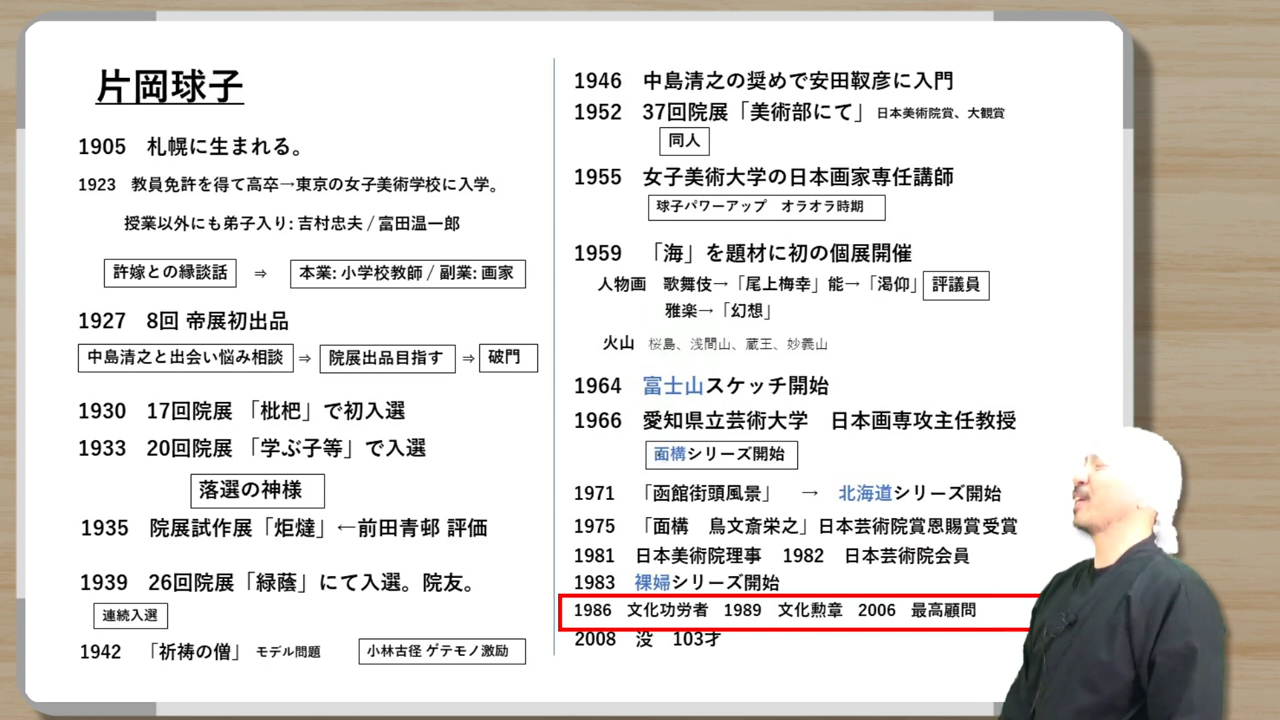 片岡球子
1905 札幌に生まれる。
1923 教員免許を得て高卒→東京の女子美術学校に入学。
授業以外にも弟子入り: 吉村忠夫 / 富田温一郎
許嫁との縁談話 ⇒ 本業: 小学校教師 / 副業: 画家
1927 8回 帝展初出品
中島清之と出会い悩み相談 ⇒ 院展出品目指す ⇒ 破門
1930 17回院展 「枇杷」で初入選
1933 20回院展 「学ぶ子等」で入選
落選の神様
1935 院展試作展「炬燵」←前田青邨 評価
1939 26回院展「緑蔭」にて入選。院友。
連続入選
1942 「祈祷の僧」 モデル問題 小林古径 ゲテモノ激励
1946 中島清之の奨めで安田靫彦に入門
1952 37回院展「美術部にて」 日本美術院賞、大観賞
同人
1955 女子美術大学の日本画家専任講師
球子パワーアップ オラオラ時期
1959 「海」を題材に初の個展開催
人物画 歌舞伎→「尾上梅幸」能→「渇仰」 評議員
雅楽→「幻想」
火山 桜島、浅間山、蔵王、妙義山
1964 富士山スケッチ開始
1966 愛知県立芸術大学 日本画専攻主任教授
面構シリーズ開始
1971 「函館街頭風景」 → 北海道シリーズ開始
1975 「面構 鳥文斎栄之」日本芸術院賞恩賜賞受賞
1981 日本美術院理事 1982 日本芸術院会員
1983 裸婦シリーズ開始
1986 文化功労者 1989 文化勲章 2006 最高顧問
2008 没 103才